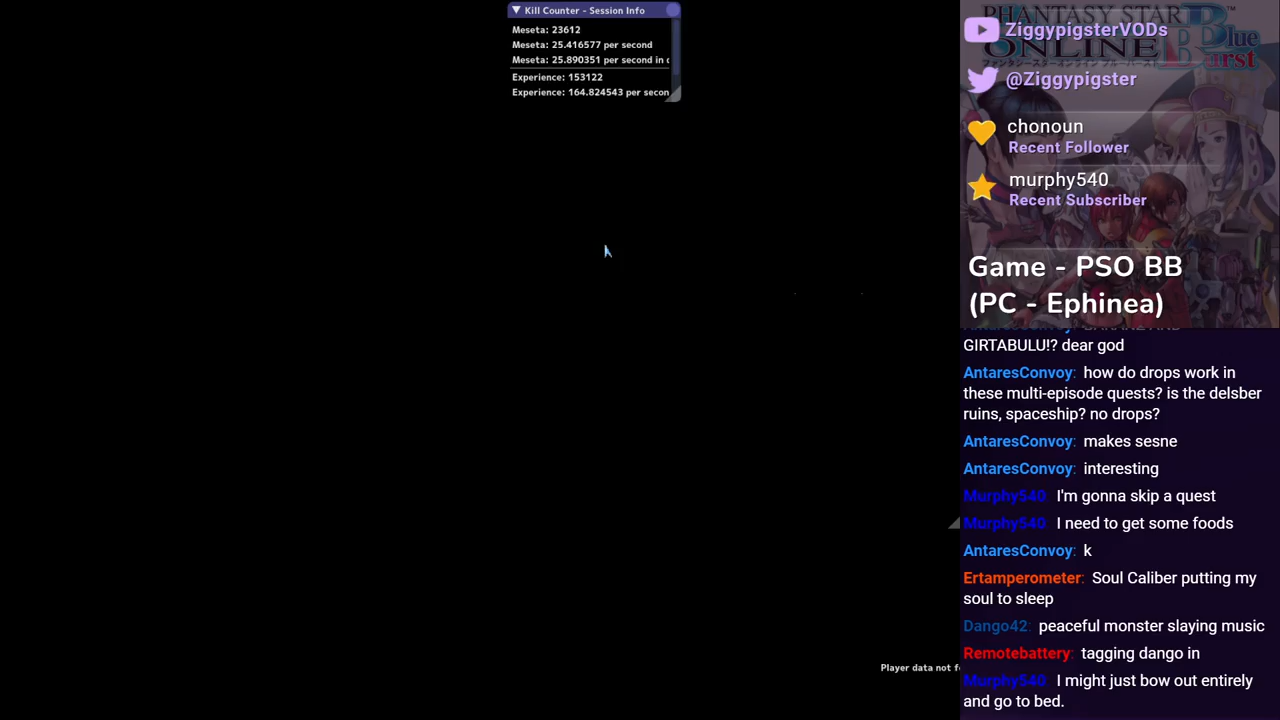 Kill Counter - Session Info
Meseta: 23612
Meseta: 25.416577 per second
Meseta: 25.890351 per second in
Experience: 153122
Experience: 164.824543 per secon
Player data not f
PHANTASY STAR
ONLINE Blue Burst
ZiggypigsterVODs
@Ziggypigster
chonoun
Recent Follower
murphy540
Recent Subscriber
Game - PSO BB
(PC - Ephinea)
GIRTABULU!? dear god
AntaresConvoy: how do drops work in
these multi-episode quests? is the delsber
ruins, spaceship? no drops?
AntaresConvoy: makes sesne
AntaresConvoy: interesting
Murphy540 I'm gonna skip a quest
Murphy540 I need to get some foods
AntaresConvoy: k
Ertamperometer: Soul Caliber putting my
soul to sleep
Dango42: peaceful monster slaying music
Remotebattery: tagging dango in
Murphy540 I might just bow out entirely
and go to bed.